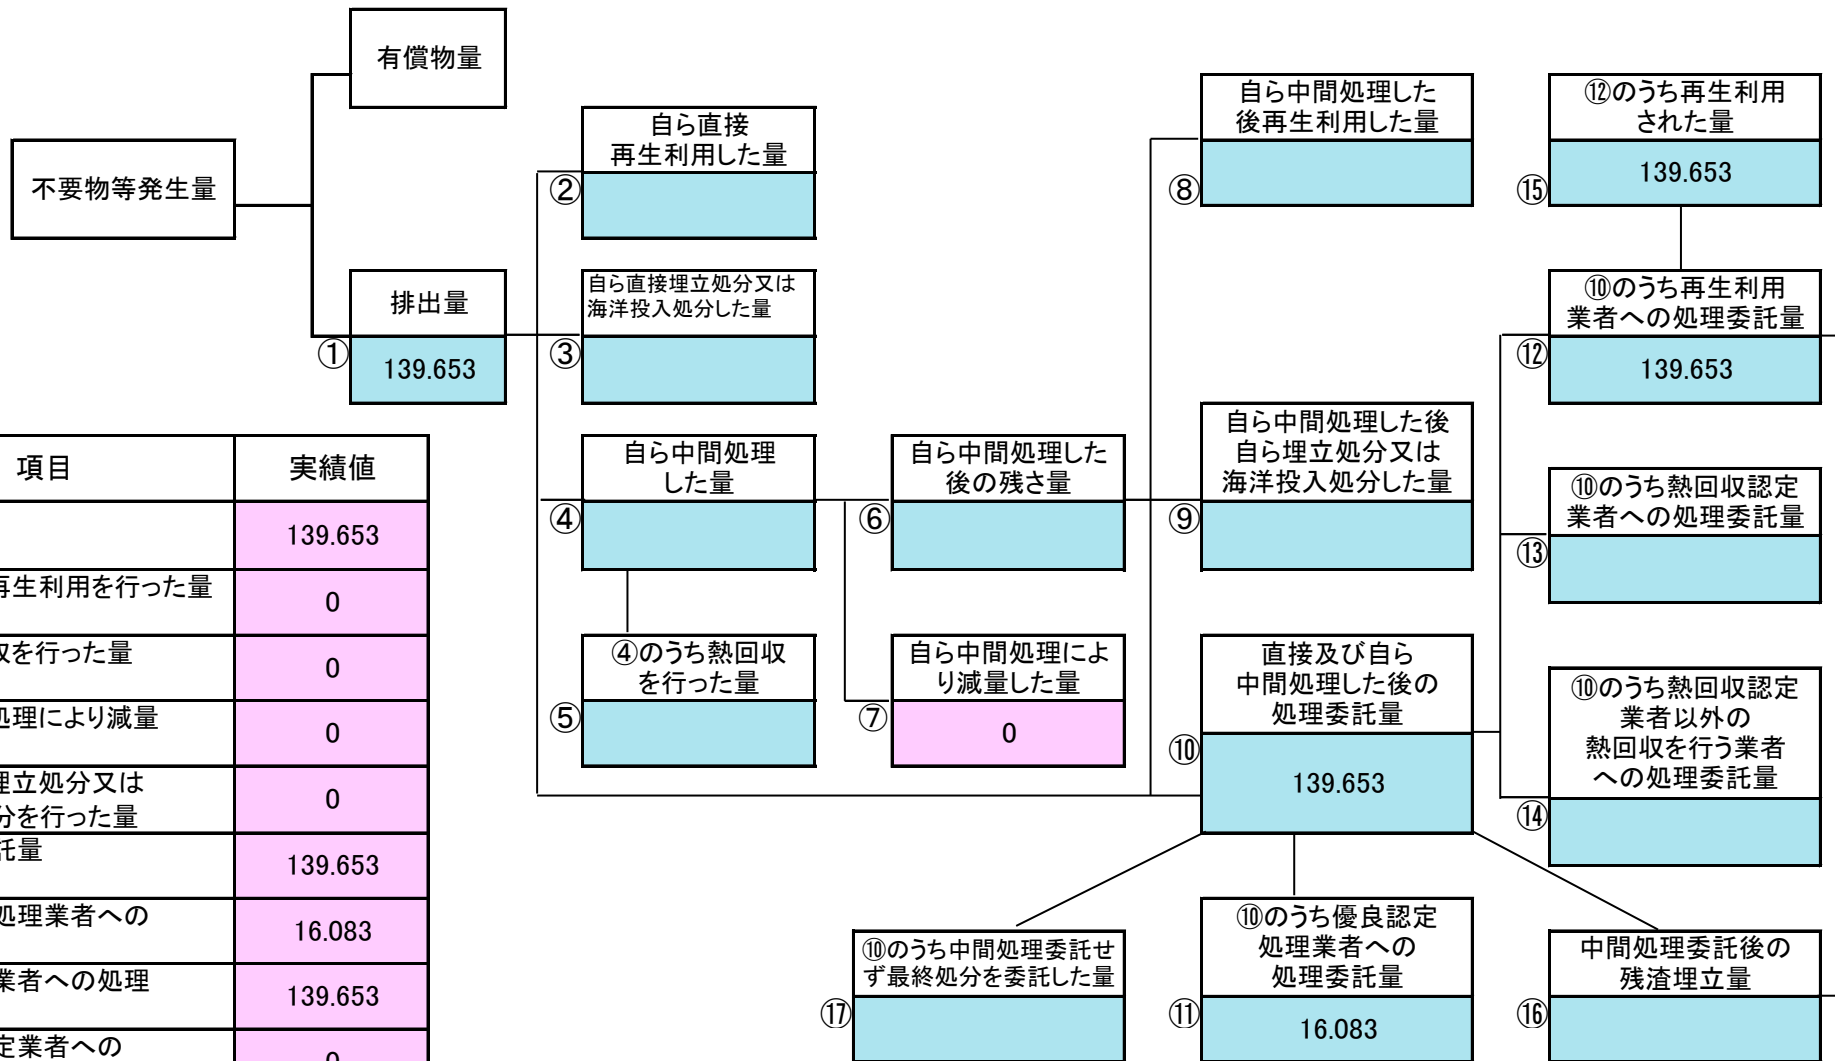 有償物量
不要物等発生量
排出量
①
139.653
自ら直接
再生利用した量
②
自ら直接埋立処分又は
海洋投入処分した量
③
自ら中間処理
した量
④
④のうち熱回収
を行った量
⑤
自ら中間処理した
後の残さ量
⑥
自ら中間処理によ
り減量した量
⑦
0
自ら中間処理した
後再生利用した量
⑧
自ら中間処理した後
自ら埋立処分又は
海洋投入処分した量
⑨
直接及び自ら
中間処理した後の
処理委託量
⑩
139.653
⑫のうち再生利用
された量
⑮
139.653
⑩のうち再生利用
業者への処理委託量
⑫
139.653
⑩のうち熱回収認定
業者への処理委託量
⑬
⑩のうち熱回収認定
業者以外の
熱回収を行う業者
への処理委託量
⑭
⑩のうち中間処理委託せ
ず最終処分を委託した量
⑰
⑩のうち優良認定
処理業者への
処理委託量
⑪
16.083
中間処理委託後の
残渣埋立量
⑯
項目 実績値
139.653
再生利用を行った量 0
収を行った量 0
処理により減量 0
埋立処分又は
分を行った量 0
託量 139.653
処理業者への 16.083
業者への処理 139.653
定業者への 0